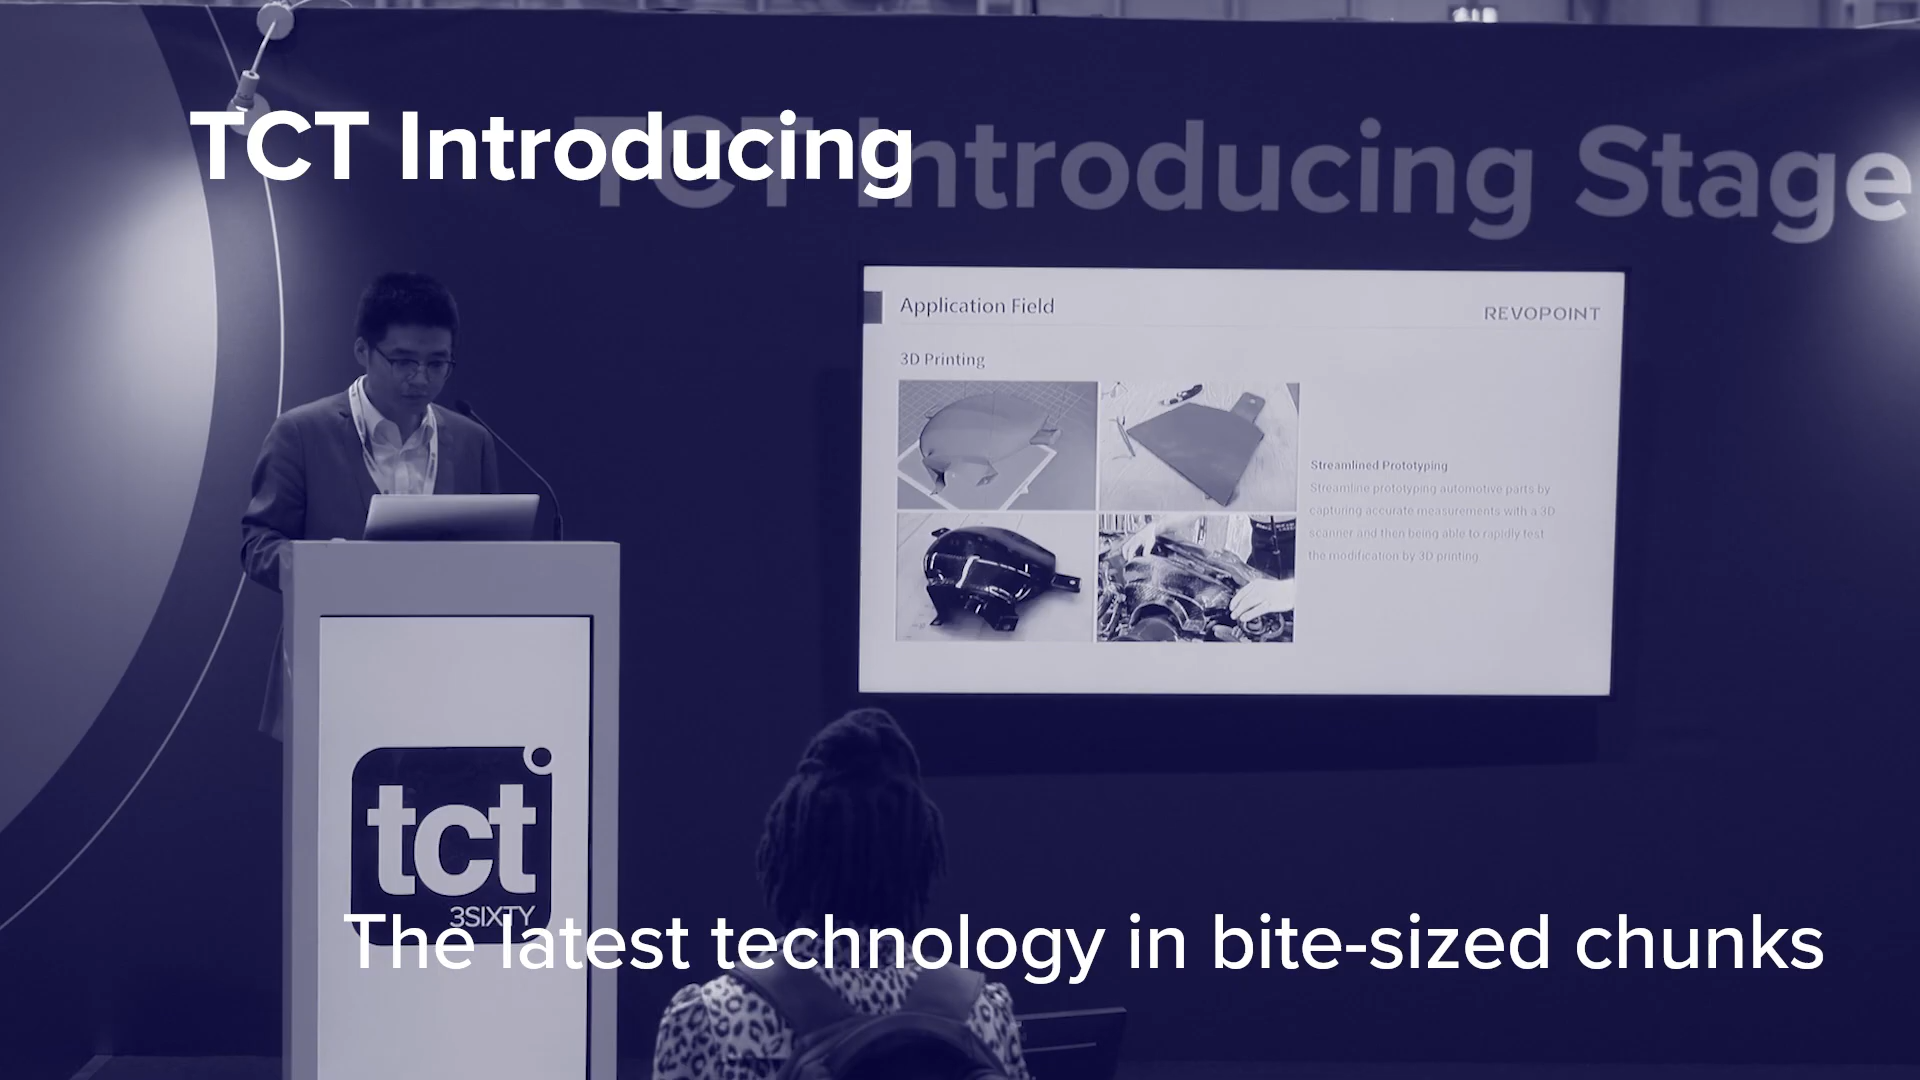 TCT Introducing
TCT Introducing Stage
Application Field
REVOPOINT
3D Printing
Streamlined Prototyping
Streamline prototyping automotive parts by
capturing accurate measurements with a 3D
scanner and then being able to rapidly test
the modification by 3D printing
tct
3SIXTY
The latest technology in bite-sized chunks